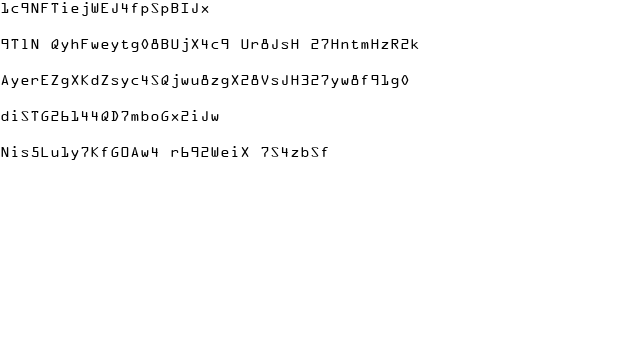 1c9NFTiejWEJ4fpSpBIJx
9T1N QyhFweytg08BUjX4c9 Ur8JsH 27HntmHzR2k
AyerEZgXKdZsyc4SQjwu8zgX28VsJH327yw8f91g0
diSTG26144QD7mboGx2iJw
Nis5Lu1y7KfG0Aw4 r692WeiX 7S4zbSf